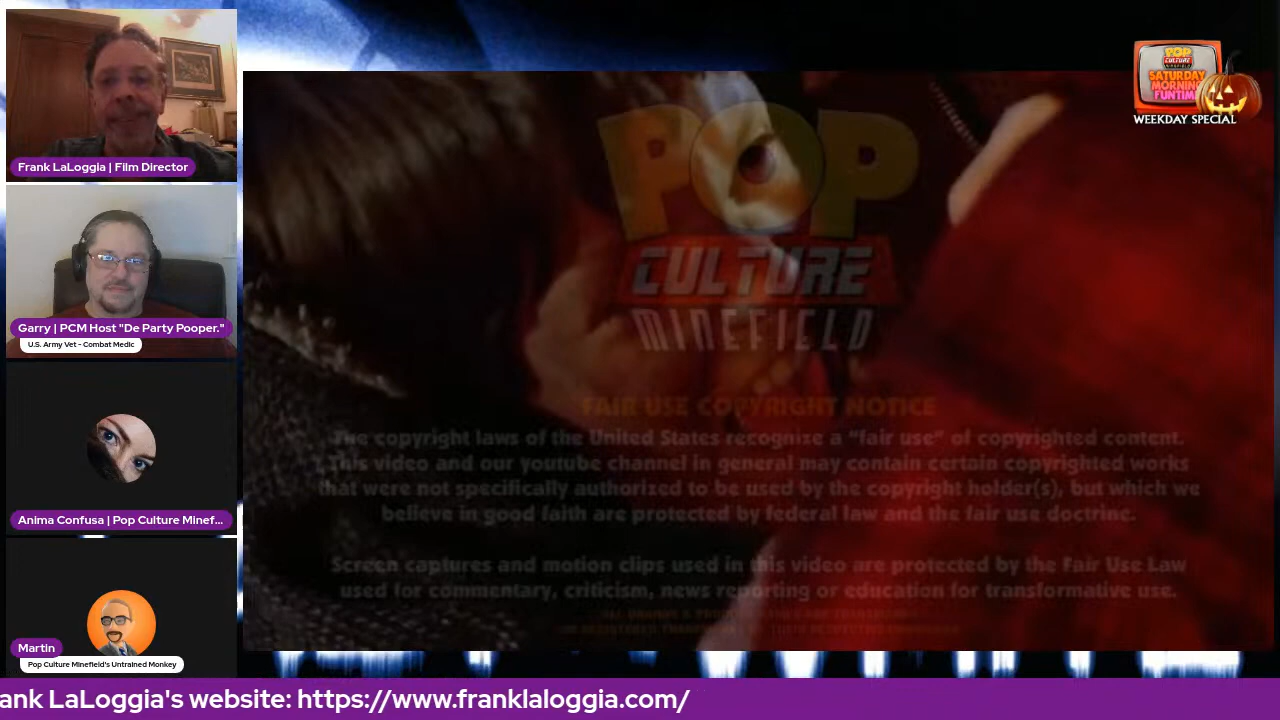 Frank LaLoggia | Film Director
Garry | PCM Host "De Party Pooper."
U.S. Army Vet - Combat Medic
Anima Confusa | Pop Culture Minef...
Martin
Pop Culture Minefield's Untrained Monkey
POP
CULTURE
MINEFIELD
SATURDAY
MORNING
FUNTIME
WEEKDAY SPECIAL
POP
CULTURE
MINEFIELD
FAIR USE COPYRIGHT NOTICE
The copyright laws of the United States recognize a "fair use" of copyrighted content.
This video and our youtube channel in general may contain certain copyrighted works
that were not specifically authorized to be used by the copyright holder(s), but which we
believe in good faith are protected by federal law and the fair use doctrine.
Screen captures and motion clips used in this video are protected by the Fair Use Law
used for commentary, criticism, news reporting or education for transformative use.
ank LaLoggia's website: https://www.franklaloggia.com/